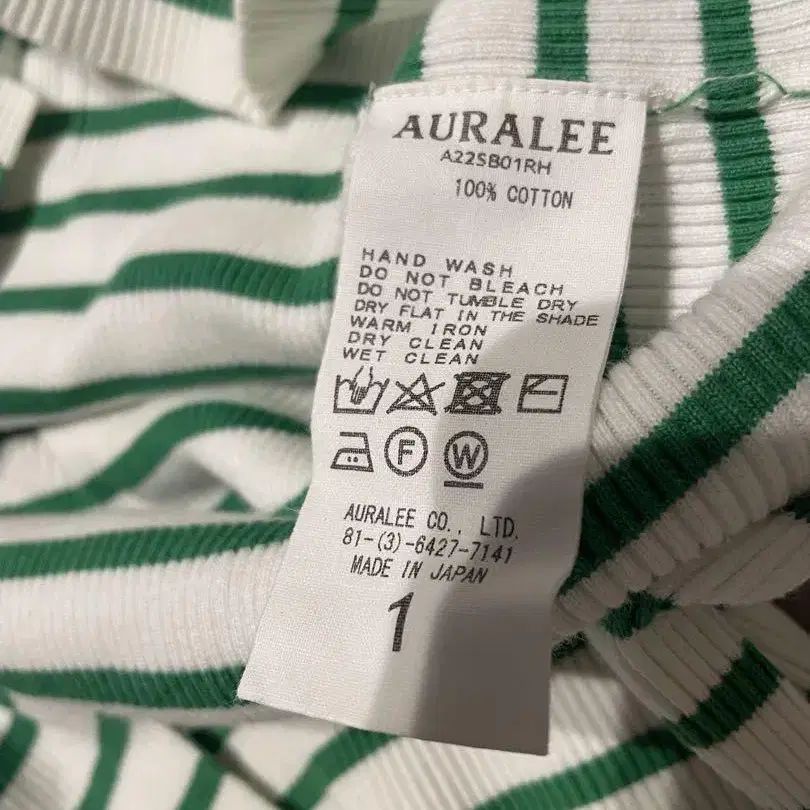 AURALEE
A22SB01RH
100% COTTON
HAND WASH
DO NOT BLEACH
DO NOT TUMBLE DRY
DRY FLAT IN THE SHADE
WARM IRON
DRY CLEAN
WET CLEAN
F W
AURALEE CO., LTD.
81-(3)-6427-7141
MADE IN JAPAN
1